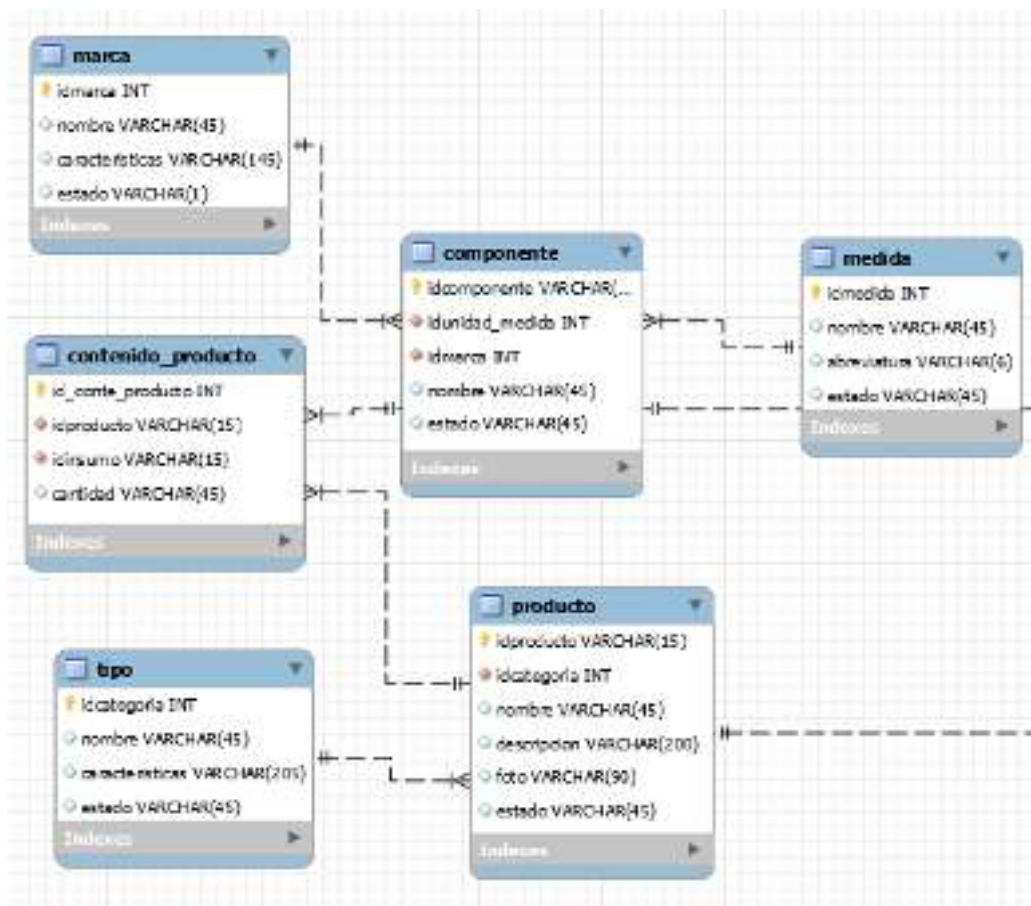 marca
idmarca INT
nombre VARCHAR(45)
características VARCHAR(145)
estado VARCHAR(1)
Indexes
componente
idcomponente VARCHAR(...
idunidad_medida INT
idmarca INT
nombre VARCHAR(45)
estado VARCHAR(45)
Indexes
medida
idmedida INT
nombre VARCHAR(45)
abreviatura VARCHAR(6)
estado VARCHAR(45)
Indexes
contenido_producto
id_conte_producto INT
idproducto VARCHAR(15)
idinsumo VARCHAR(15)
cantidad VARCHAR(45)
Indexes
producto
idproducto VARCHAR(15)
idcategoria INT
nombre VARCHAR(45)
descripcion VARCHAR(200)
foto VARCHAR(90)
estado VARCHAR(45)
Indexes
tipo
idcategoria INT
nombre VARCHAR(45)
características VARCHAR(205)
estado VARCHAR(45)
Indexes